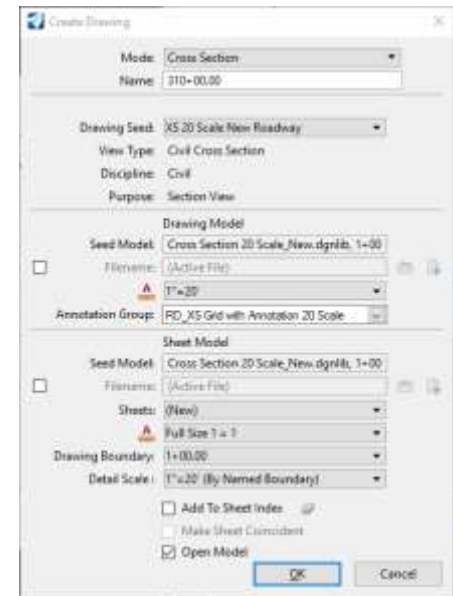 Create Drawing
Mode: Cross Section
Name: 310+00.00
Drawing Seed: XS 20 Scale New Roadway
View Type: Civil Cross Section
Discipline: Civil
Purpose: Section View
Drawing Model
Seed Model: Cross Section 20 Scale_New.dgnlib, 1+00
Filename: (Active File)
1"=20'
Annotation Group: RD_XS Grid with Annotation 20 Scale
Sheet Model
Seed Model: Cross Section 20 Scale_New.dgnlib, 1+00
Filename: (Active File)
Sheets: (New)
Full Size 1 = 1
Drawing Boundary: 1+00.00
Detail Scale : 1"=20' (By Named Boundary)
Add To Sheet Index
Make Sheet Coincident
Open Model
OK Cancel